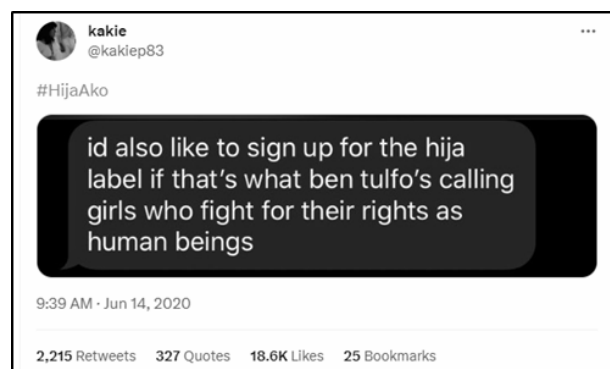 kakie
@kakiep83
#HijaAko
id also like to sign up for the hija
label if that's what ben tulfo's calling
girls who fight for their rights as
human beings
9:39 AM · Jun 14, 2020
2,215 Retweets 327 Quotes 18.6K Likes 25 Bookmarks